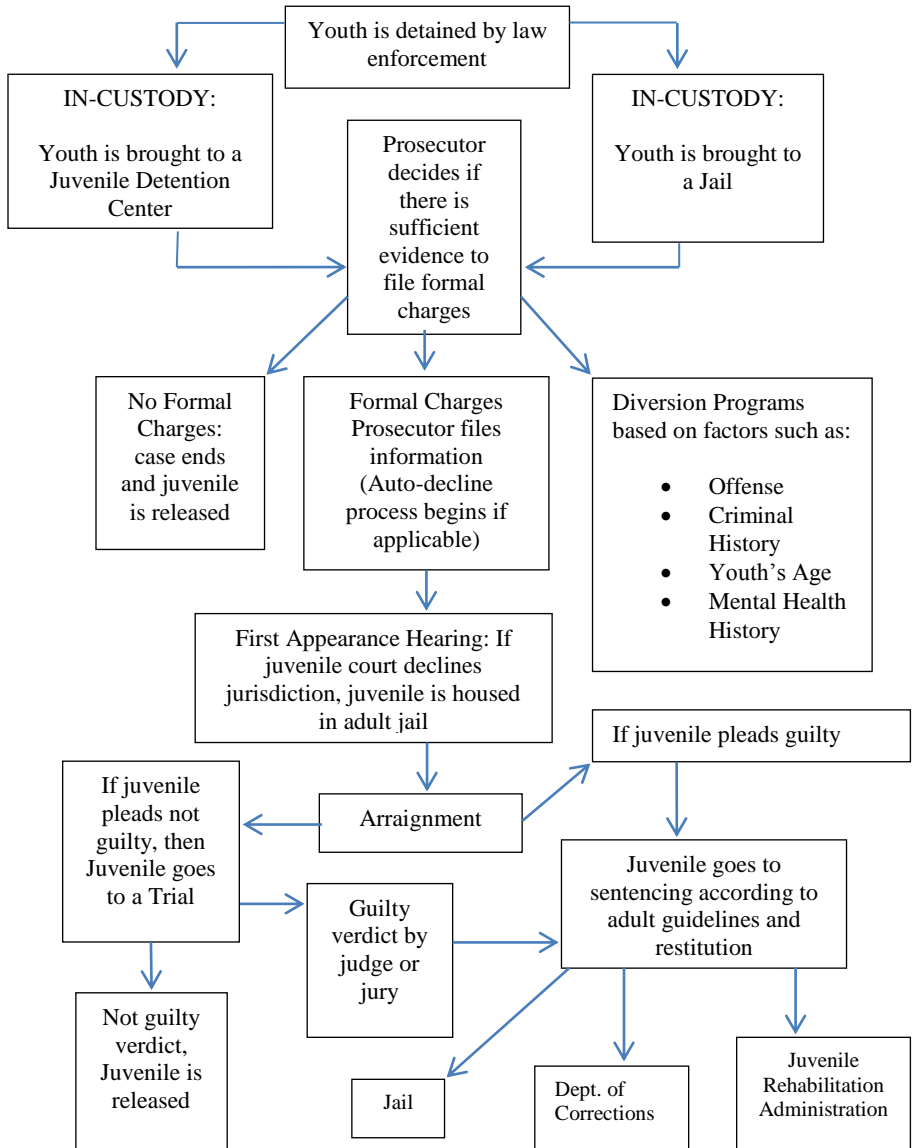 Youth is detained by law
enforcement
IN-CUSTODY:
Youth is brought to a
Juvenile Detention
Center
IN-CUSTODY:
Youth is brought to
a Jail
Prosecutor
decides if
there is
sufficient
evidence to
file formal
charges
No Formal
Charges:
case ends
and juvenile
is released
Formal Charges
Prosecutor files
information
(Auto-decline
process begins if
applicable)
Diversion Programs
based on factors such as:
• Offense
• Criminal
History
• Youth’s Age
• Mental Health
History
First Appearance Hearing: If
juvenile court declines
jurisdiction, juvenile is housed
in adult jail
If juvenile pleads guilty
Arraignment
If juvenile
pleads not
guilty, then
Juvenile goes
to a Trial
Juvenile goes to
sentencing according to
adult guidelines and
restitution
Guilty
verdict by
judge or
jury
Not guilty
verdict,
Juvenile is
released
Jail
Dept. of
Corrections
Juvenile
Rehabilitation
Administration